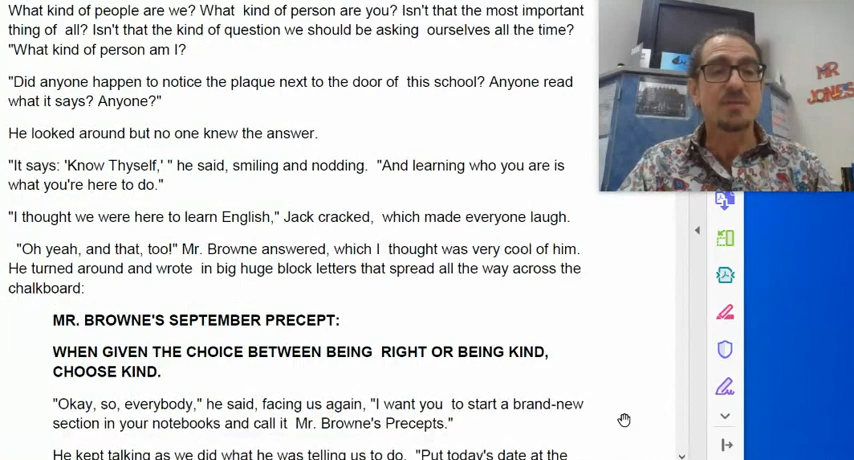 What kind of people are we? What kind of person are you? Isn't that the most important
thing of all? Isn't that the kind of question we should be asking ourselves all the time?
"What kind of person am I?
"Did anyone happen to notice the plaque next to the door of this school? Anyone read
what it says? Anyone?"
He looked around but no one knew the answer.
"It says: 'Know Thyself,' " he said, smiling and nodding. "And learning who you are is
what you're here to do."
"I thought we were here to learn English," Jack cracked, which made everyone laugh.
"Oh yeah, and that, too!" Mr. Browne answered, which I thought was very cool of him.
He turned around and wrote in big huge block letters that spread all the way across the
chalkboard:
MR. BROWNE'S SEPTEMBER PRECEPT:
WHEN GIVEN THE CHOICE BETWEEN BEING RIGHT OR BEING KIND,
CHOOSE KIND.
"Okay, so, everybody," he said, facing us again, "I want you to start a brand-new
section in your notebooks and call it Mr. Browne's Precepts."
He kept talking as we did what he was telling us to do. "Put today's date at the
MR
JONES